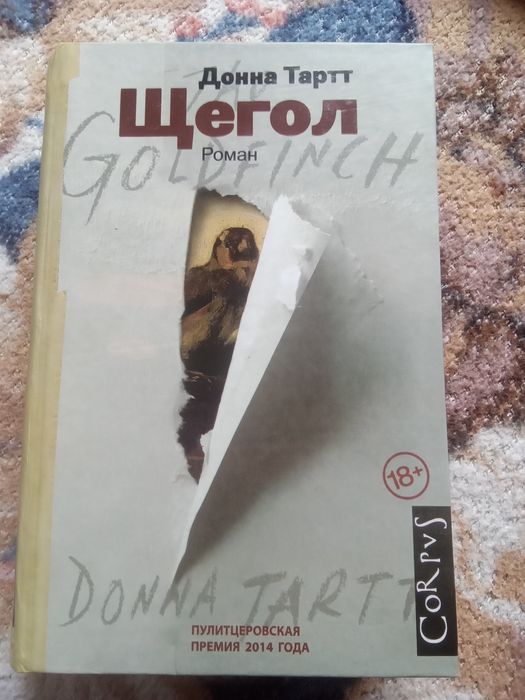 Донна Тартт
THE
Щегол
GOLDFINCH
Роман
18+
CORPVS
DONNA TARTT
ПУЛИТЦЕРОВСКАЯ
ПРЕМИЯ 2014 ГОДА